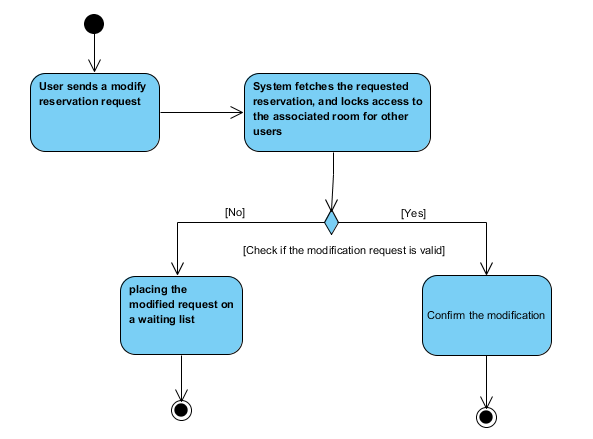 User sends a modify
reservation request
System fetches the requested
reservation, and locks access to
the associated room for other
users
[No]
[Yes]
[Check if the modification request is valid]
placing the
modified request on
a waiting list
Confirm the modification